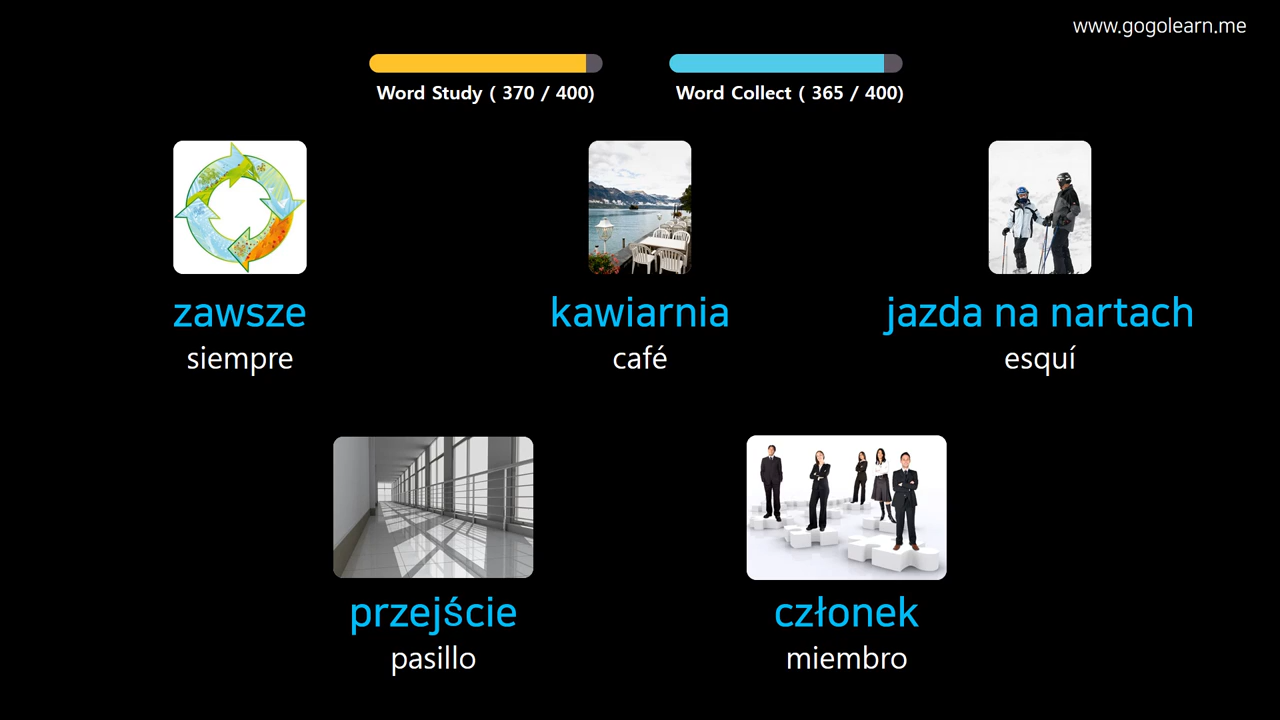 www.gogolearn.me
Word Study ( 370 / 400)
Word Collect ( 365 / 400)
zawsze
siempre
kawiarnia
café
jazda na nartach
esquí
przejście
pasillo
członek
miembro